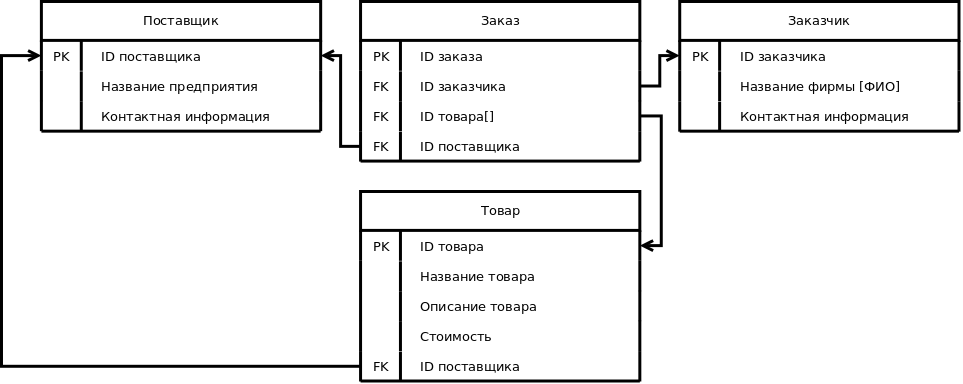 Поставщик
PK ID поставщика
Название предприятия
Контактная информация
Заказ
PK ID заказа
FK ID заказчика
FK ID товара[]
FK ID поставщика
Заказчик
PK ID заказчика
Название фирмы [ФИО]
Контактная информация
Товар
PK ID товара
Название товара
Описание товара
Стоимость
FK ID поставщика